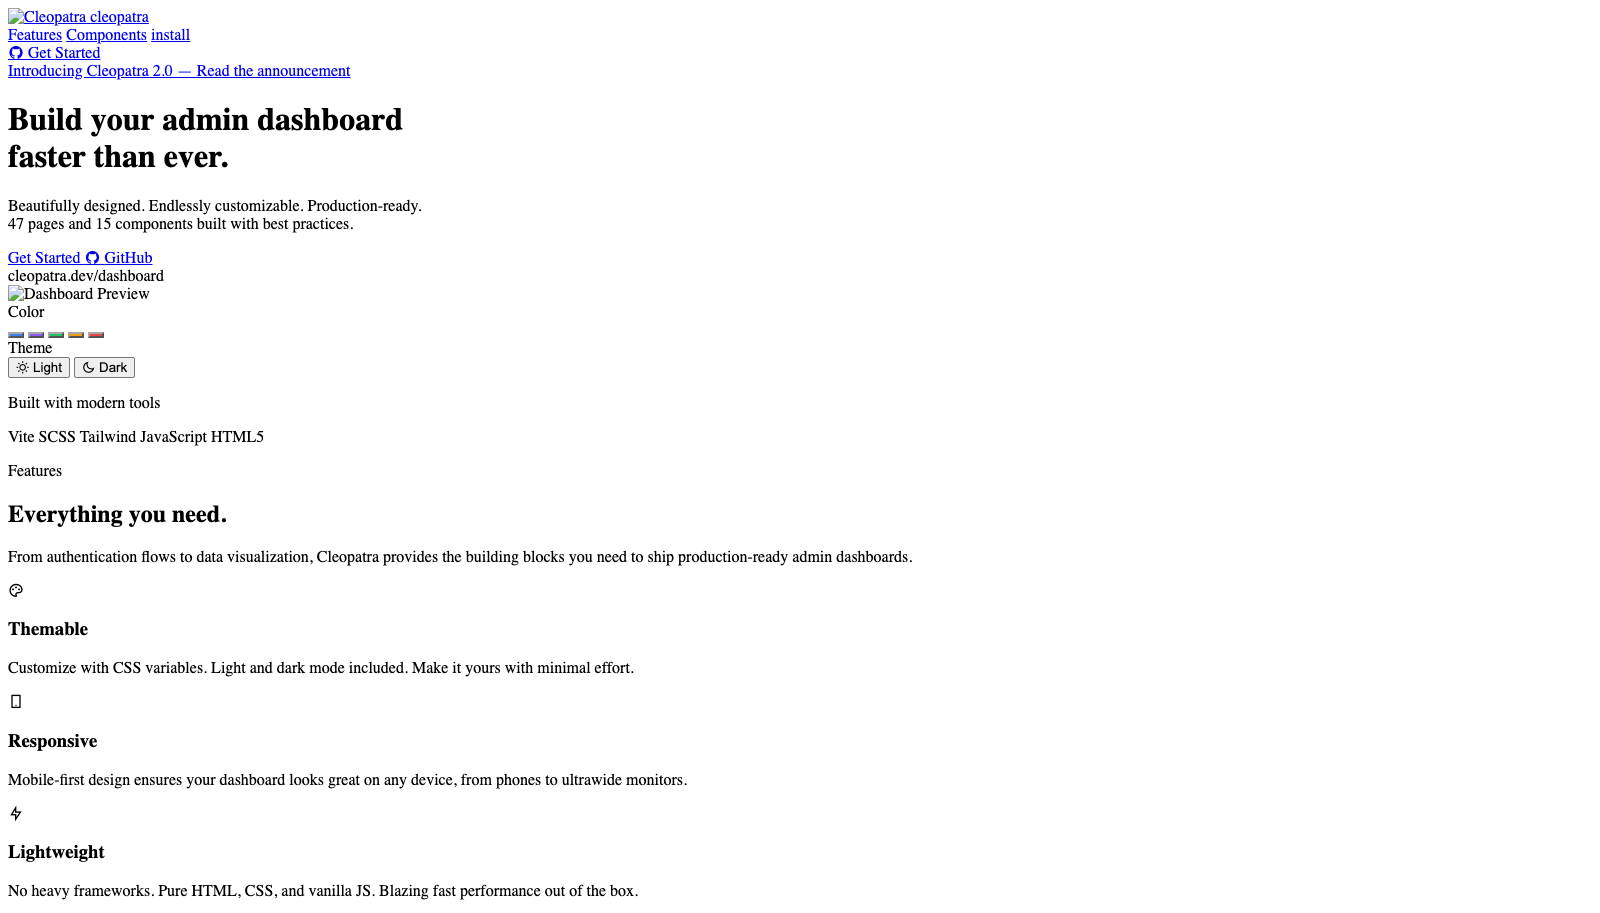 Cleopatra cleopatra
Features Components install
Get Started
Introducing Cleopatra 2.0 — Read the announcement
Build your admin dashboard
faster than ever.
Beautifully designed. Endlessly customizable. Production-ready.
47 pages and 15 components built with best practices.
Get Started GitHub
cleopatra.dev/dashboard
Dashboard Preview
Color
Theme
Light Dark
Built with modern tools
Vite SCSS Tailwind JavaScript HTML5
Features
Everything you need.
From authentication flows to data visualization, Cleopatra provides the building blocks you need to ship production-ready admin dashboards.
Themable
Customize with CSS variables. Light and dark mode included. Make it yours with minimal effort.
Responsive
Mobile-first design ensures your dashboard looks great on any device, from phones to ultrawide monitors.
Lightweight
No heavy frameworks. Pure HTML, CSS, and vanilla JS. Blazing fast performance out of the box.